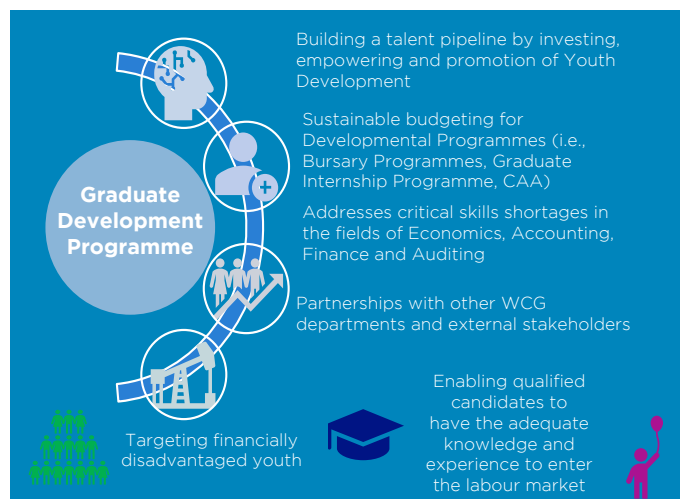 Building a talent pipeline by investing,
empowering and promotion of Youth
Development
Sustainable budgeting for
Developmental Programmes (i.e.,
Bursary Programmes, Graduate
Internship Programme, CAA)
Graduate
Development
Programme
Addresses critical skills shortages in
the fields of Economics, Accounting,
Finance and Auditing
Partnerships with other WCG
departments and external stakeholders
Targeting financially
disadvantaged youth
Enabling qualified
candidates to
have the adequate
knowledge and
experience to enter
the labour market